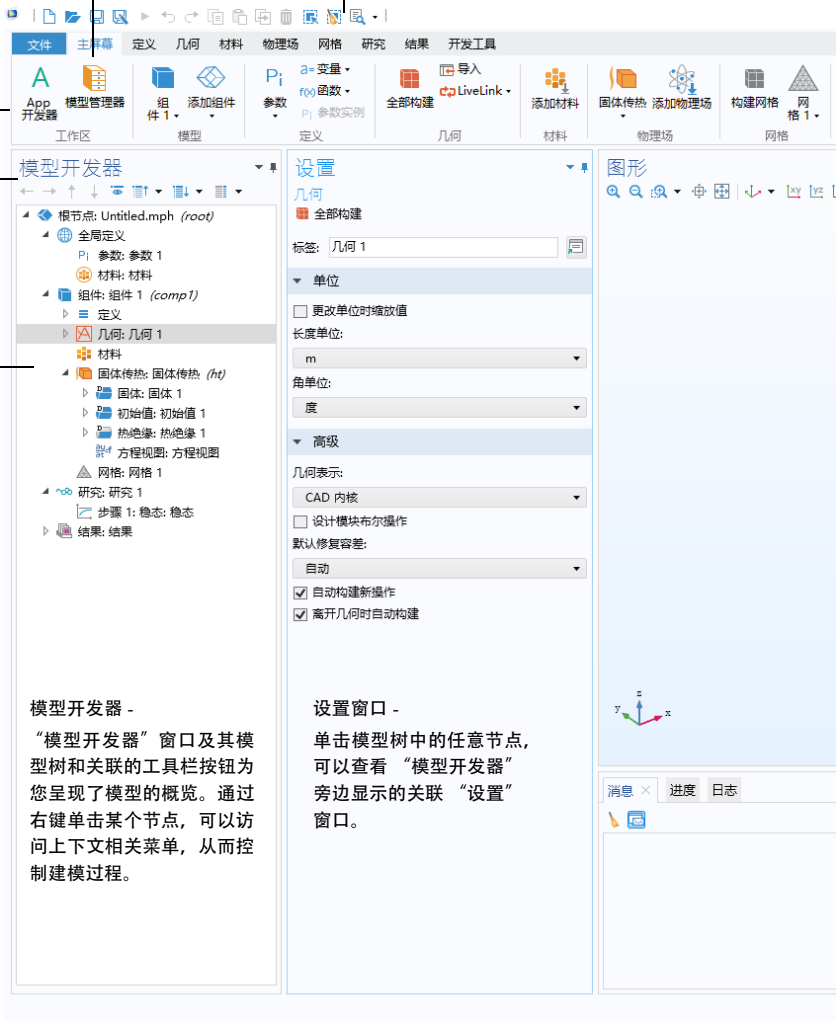 文件 主屏幕 定义 几何 材料 物理场 网格 研究 结果 开发工具
App 开发器
模型管理器
工作区
组件 1
添加组件
模型
Pi
参数
a= 变量
f(x) 函数
Pi 参数实例
定义
全部构建
导入
LiveLink
几何
添加材料
材料
固体传热
添加物理场
物理场
构建网格
网格 1
网格
模型开发器
根节点: Untitled.mph (root)
全局定义
Pi 参数: 参数 1
材料: 材料
组件: 组件 1 (comp1)
定义
几何: 几何 1
材料
固体传热: 固体传热 (ht)
固体: 固体 1
初始值: 初始值 1
热绝缘: 热绝缘 1
方程视图: 方程视图
网格: 网格 1
研究: 研究 1
步骤 1: 稳态: 稳态
结果: 结果
模型开发器 -
“模型开发器”窗口及其模
型树和关联的工具栏按钮为
您呈现了模型的概览。通过
右键单击某个节点，可以访
问上下文相关菜单，从而控
制建模过程。
设置
几何
全部构建
标签: 几何 1
单位
更改单位时缩放值
长度单位:
m
角单位:
度
高级
几何表示:
CAD 内核
设计模块布尔操作
默认修复容差:
自动
自动构建新操作
离开几何时自动构建
设置窗口 -
单击模型树中的任意节点，
可以查看 “模型开发器”
旁边显示的关联 “设置”
窗口。
图形
xy yz
z
y x
消息 进度 日志